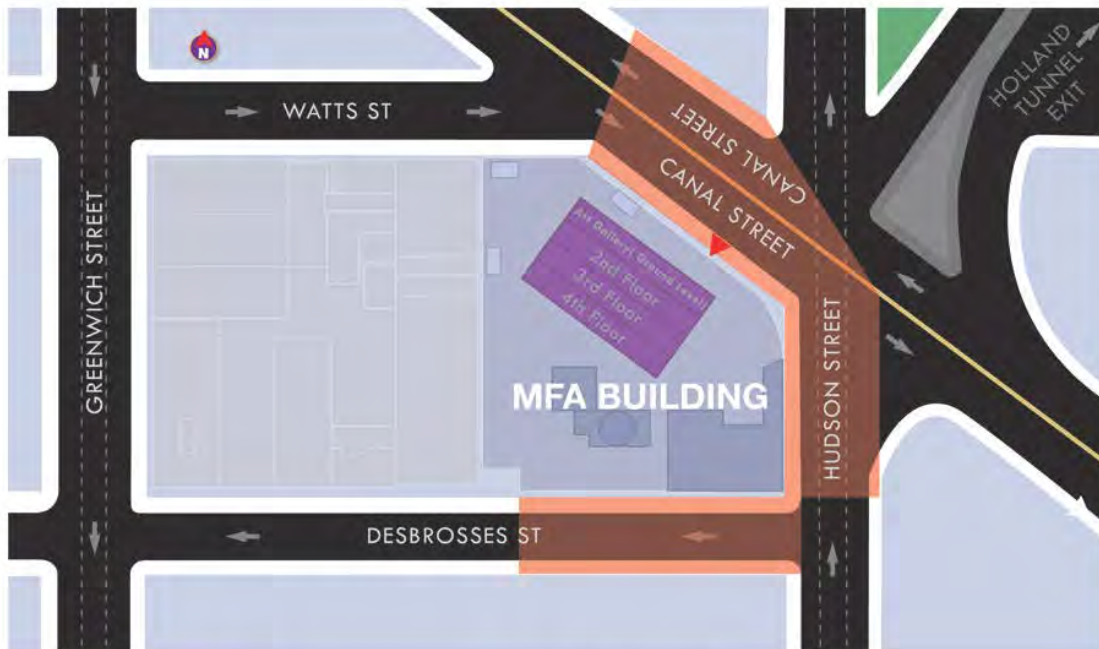 N
WATTS ST
CANAL STREET
CANAL STREET
HOLLAND
TUNNEL
EXIT
GREENWICH STREET
Art Gallery( Ground Level)
2nd Floor
3rd Floor
4th Floor
MFA BUILDING
HUDSON STREET
DESBROSSES ST